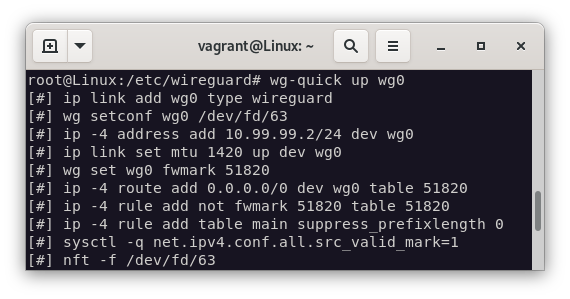 vagrant@Linux: ~
root@Linux:/etc/wireguard# wg-quick up wg0
[#] ip link add wg0 type wireguard
[#] wg setconf wg0 /dev/fd/63
[#] ip -4 address add 10.99.99.2/24 dev wg0
[#] ip link set mtu 1420 up dev wg0
[#] wg set wg0 fwmark 51820
[#] ip -4 route add 0.0.0.0/0 dev wg0 table 51820
[#] ip -4 rule add not fwmark 51820 table 51820
[#] ip -4 rule add table main suppress_prefixlength 0
[#] sysctl -q net.ipv4.conf.all.src_valid_mark=1
[#] nft -f /dev/fd/63